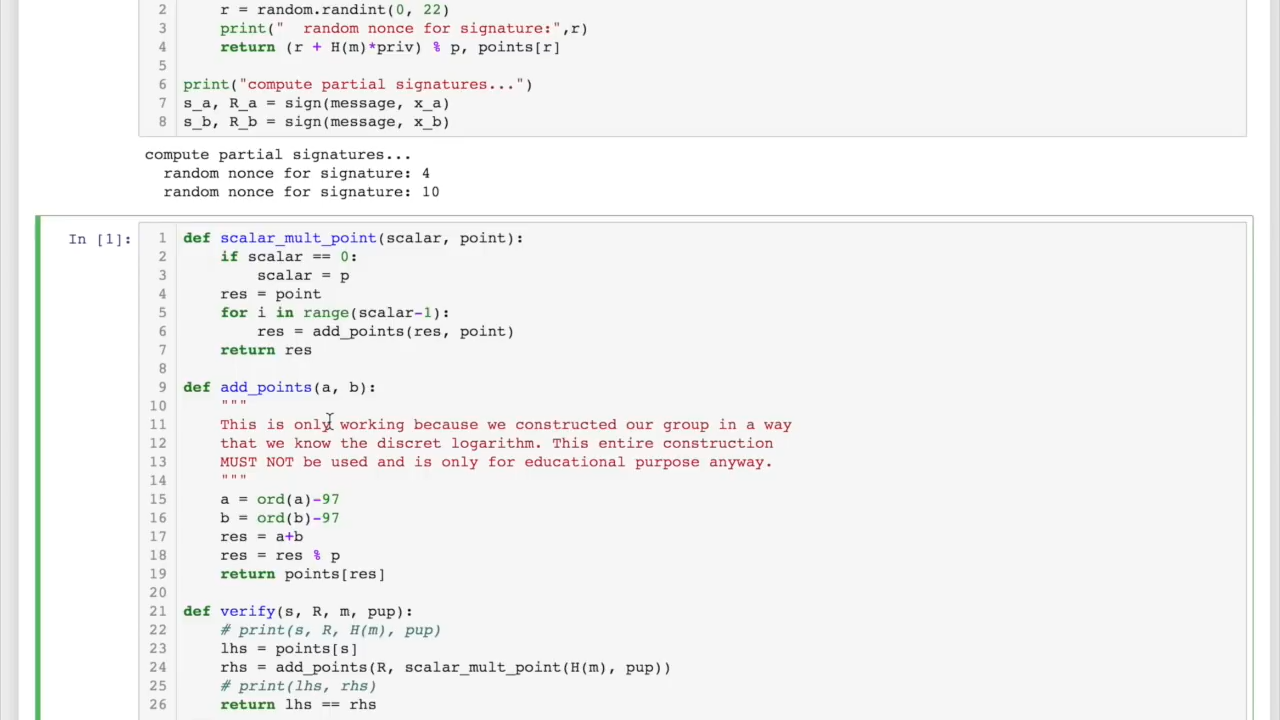 2     r = random.randint(0, 22)
3     print("  random nonce for signature:",r)
4     return (r + H(m)*priv) % p, points[r]
5
6 print("compute partial signatures...")
7 s_a, R_a = sign(message, x_a)
8 s_b, R_b = sign(message, x_b)
compute partial signatures...
  random nonce for signature: 4
  random nonce for signature: 10
In [1]:
1 def scalar_mult_point(scalar, point):
2     if scalar == 0:
3         scalar = p
4     res = point
5     for i in range(scalar-1):
6         res = add_points(res, point)
7     return res
8
9 def add_points(a, b):
10     """
11     This is only working because we constructed our group in a way
12     that we know the discret logarithm. This entire construction
13     MUST NOT be used and is only for educational purpose anyway.
14     """
15     a = ord(a)-97
16     b = ord(b)-97
17     res = a+b
18     res = res % p
19     return points[res]
20
21 def verify(s, R, m, pup):
22     # print(s, R, H(m), pup)
23     lhs = points[s]
24     rhs = add_points(R, scalar_mult_point(H(m), pup))
25     # print(lhs, rhs)
26     return lhs == rhs